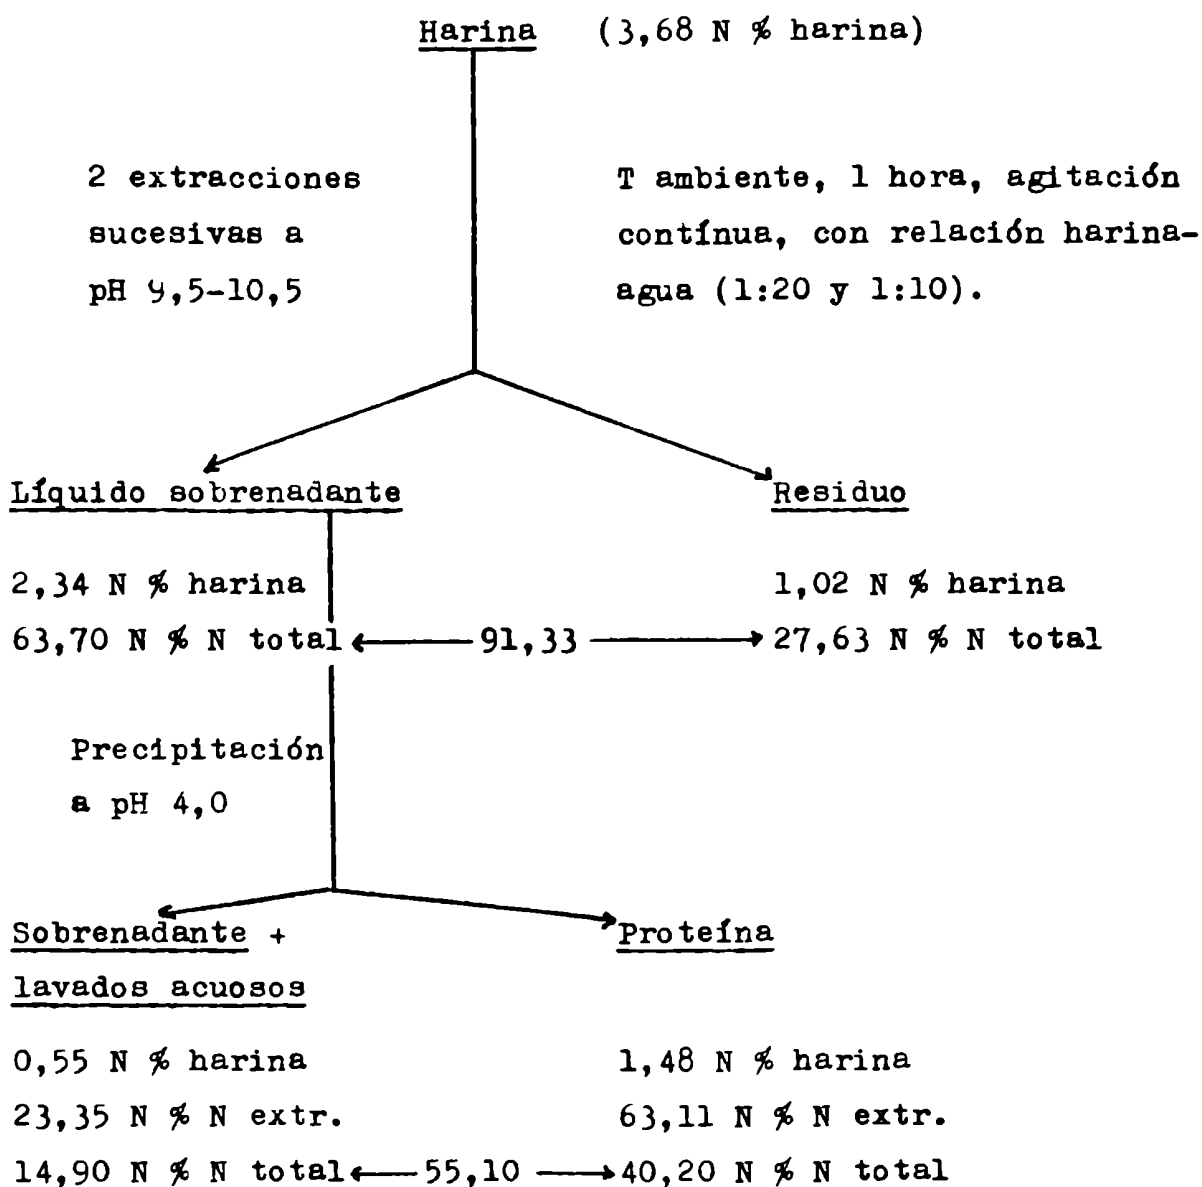 Harina (3,68 N % harina)
2 extracciones
sucesivas a
pH 9,5-10,5
T ambiente, 1 hora, agitación
contínua, con relación harina-
agua (1:20 y 1:10).
Líquido sobrenadante
2,34 N % harina
63,70 N % N total
91,33
Residuo
1,02 N % harina
27,63 N % N total
Precipitación
a pH 4,0
Sobrenadante +
lavados acuosos
0,55 N % harina
23,35 N % N extr.
14,90 N % N total
55,10
Proteína
1,48 N % harina
63,11 N % N extr.
40,20 N % N total